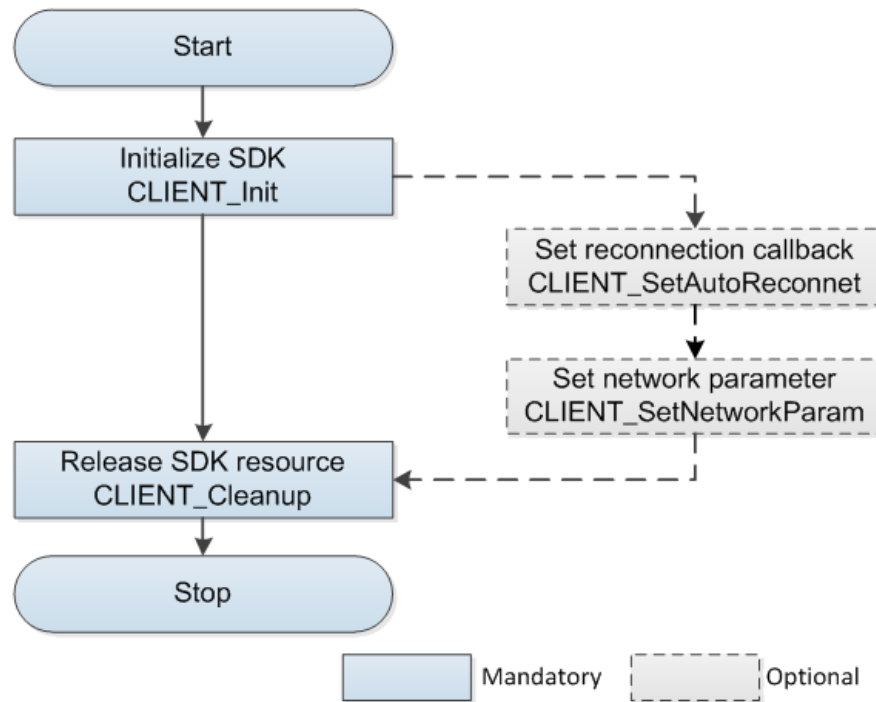 Start
Initialize SDK
CLIENT_Init
Set reconnection callback
CLIENT_SetAutoReconnet
Set network parameter
CLIENT_SetNetworkParam
Release SDK resource
CLIENT_Cleanup
Stop
Mandatory
Optional